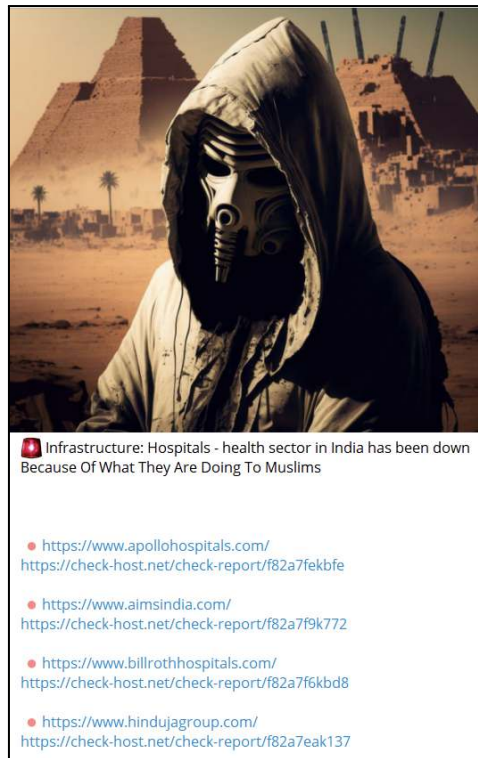 🚨 Infrastructure: Hospitals - health sector in India has been down
Because Of What They Are Doing To Muslims
● https://www.apollohospitals.com/
https://check-host.net/check-report/f82a7fekbfe
● https://www.aimsindia.com/
https://check-host.net/check-report/f82a7f9k772
● https://www.billrothhospitals.com/
https://check-host.net/check-report/f82a7f6kbd8
● https://www.hindujagroup.com/
https://check-host.net/check-report/f82a7eak137